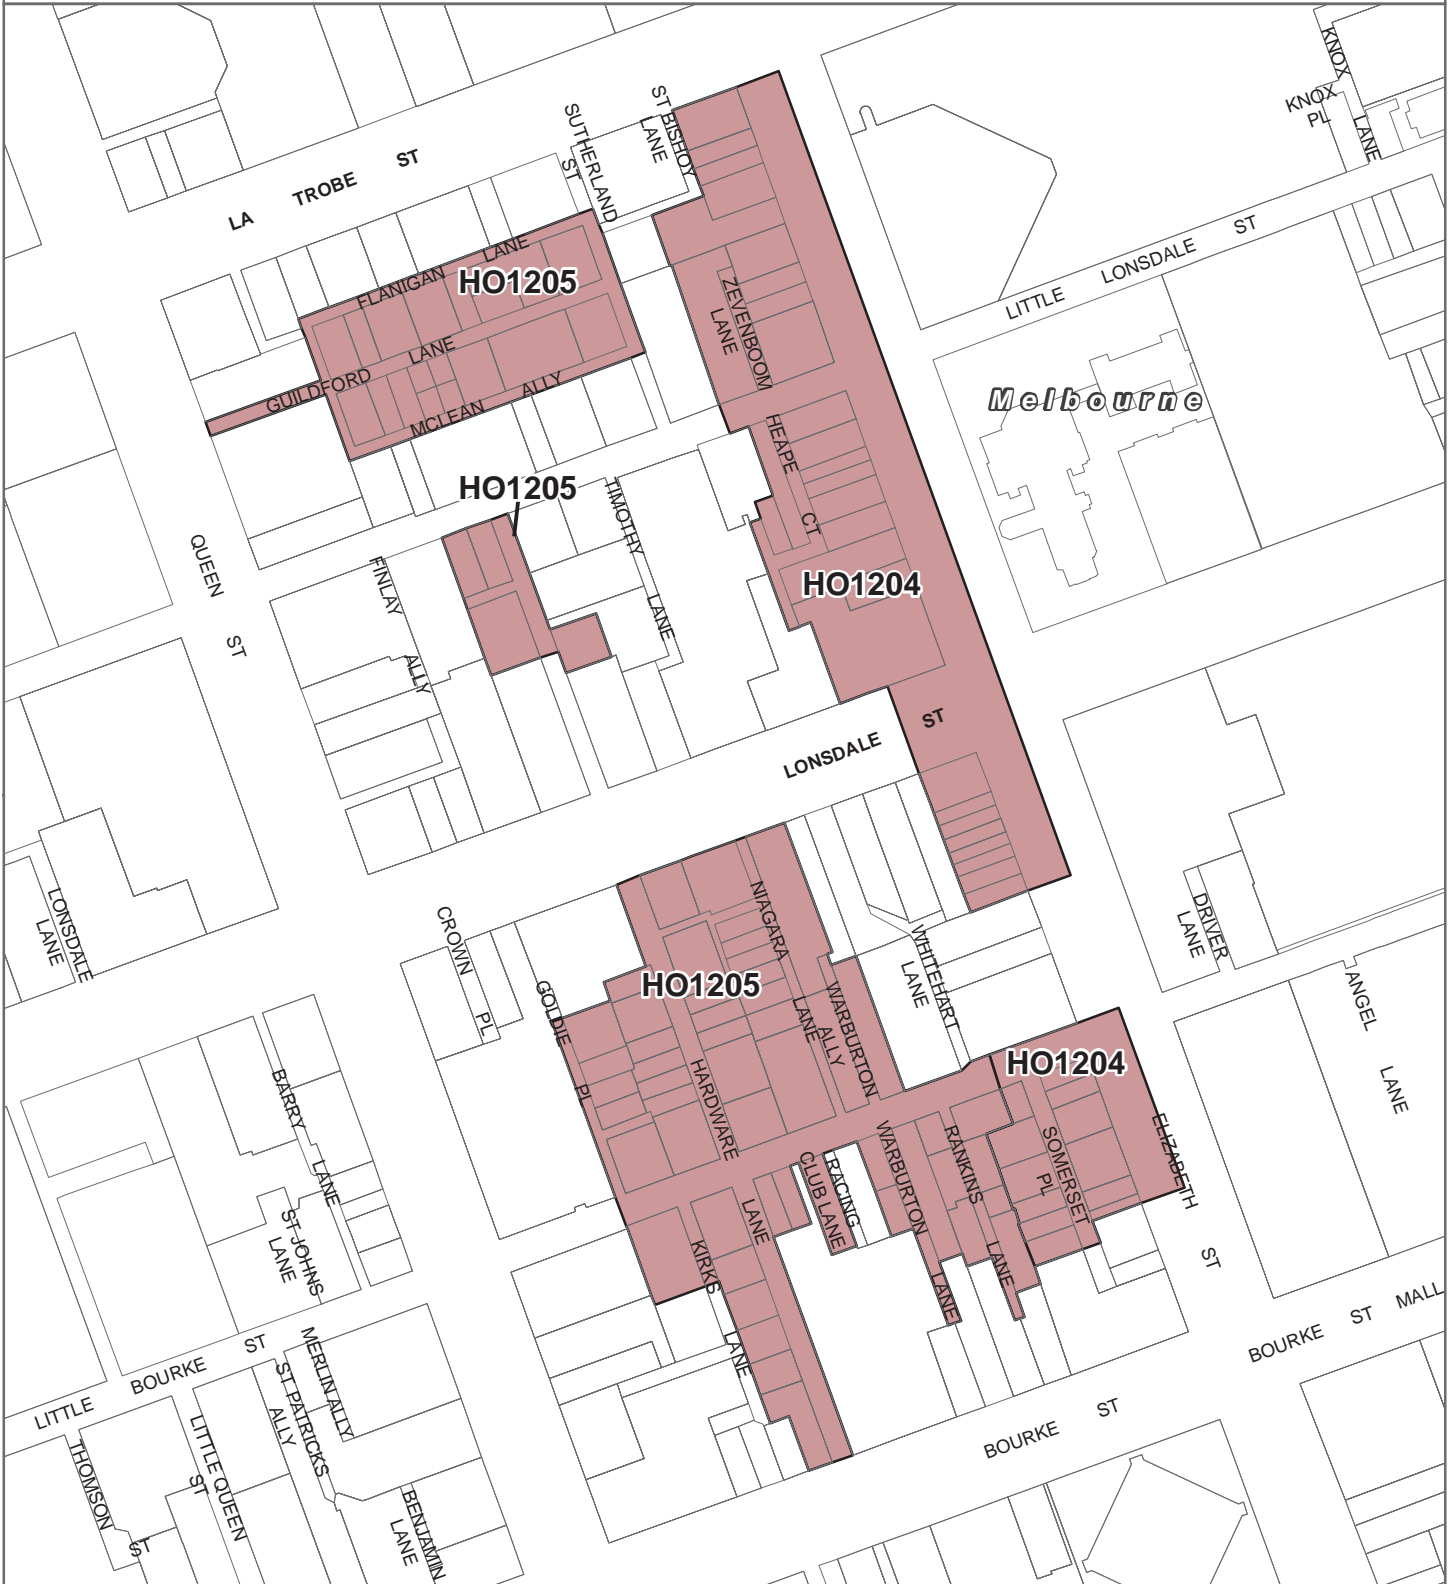 KNOX
LANE
KNOX
PL
ST BISHOY
LANE
SUTHERLAND
ST
LA TROBE ST
LITTLE LONSDALE ST
FLANIGAN LANE
HO1205
ZEVENBOOM
LANE
GUILDFORD LANE
MCLEAN ALLY
Melbourne
HEAPE
CT
HO1205
TIMOTHY
LANE
QUEEN
ST
FINLAY
ALLY
HO1204
LONSDALE ST
LONSDALE
LANE
CROWN
PL
NIAGARA
LANE
DRIVER
LANE
WHITEHART
LANE
HO1205
GOLDIE
PL
WARBURTON
ALLY
ANGEL
LANE
HO1204
HARDWARE
LANE
BARRY
LANE
WARBURTON
LANE
RANKINS
LANE
SOMERSET
PL
ELIZABETH
ST
RACING
CLUB LANE
ST JOHNS
LANE
KIRKS
LANE
BOURKE ST MALL
LITTLE BOURKE ST
MERLIN ALLY
ST PATRICKS
ALLY
BOURKE ST
THOMSON
ST
LITTLE QUEEN
ST
BENJAMIN
LANE